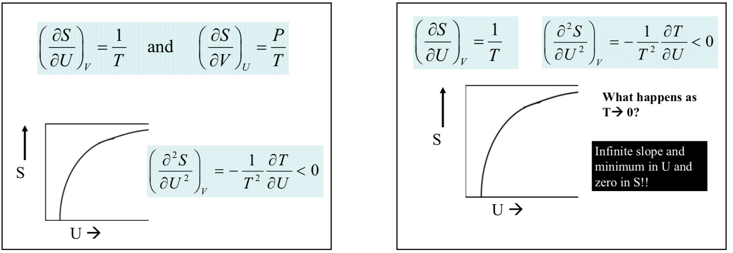 (∂S/∂U)_V = 1/T and (∂S/∂V)_U = P/T
S
(∂²S/∂U²)_V = − 1/T² ∂T/∂U < 0
U →
(∂S/∂U)_V = 1/T (∂²S/∂U²)_V = − 1/T² ∂T/∂U < 0
What happens as
T→ 0?
S
Infinite slope and
minimum in U and
zero in S!!
U →